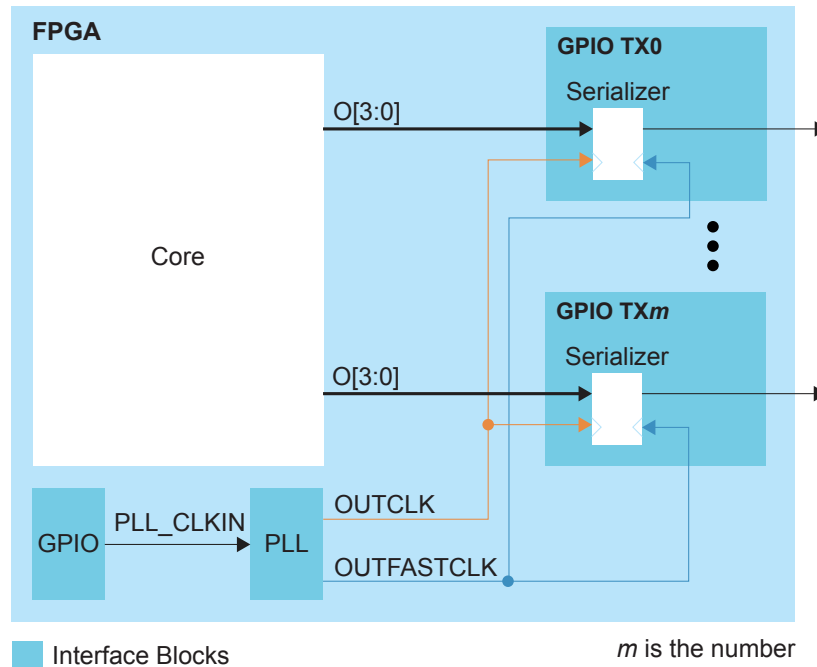 FPGA
GPIO TX0
Serializer
O[3:0]
Core
GPIO TXm
Serializer
O[3:0]
OUTCLK
PLL_CLKIN
GPIO
PLL
OUTFASTCLK
Interface Blocks
m is the number